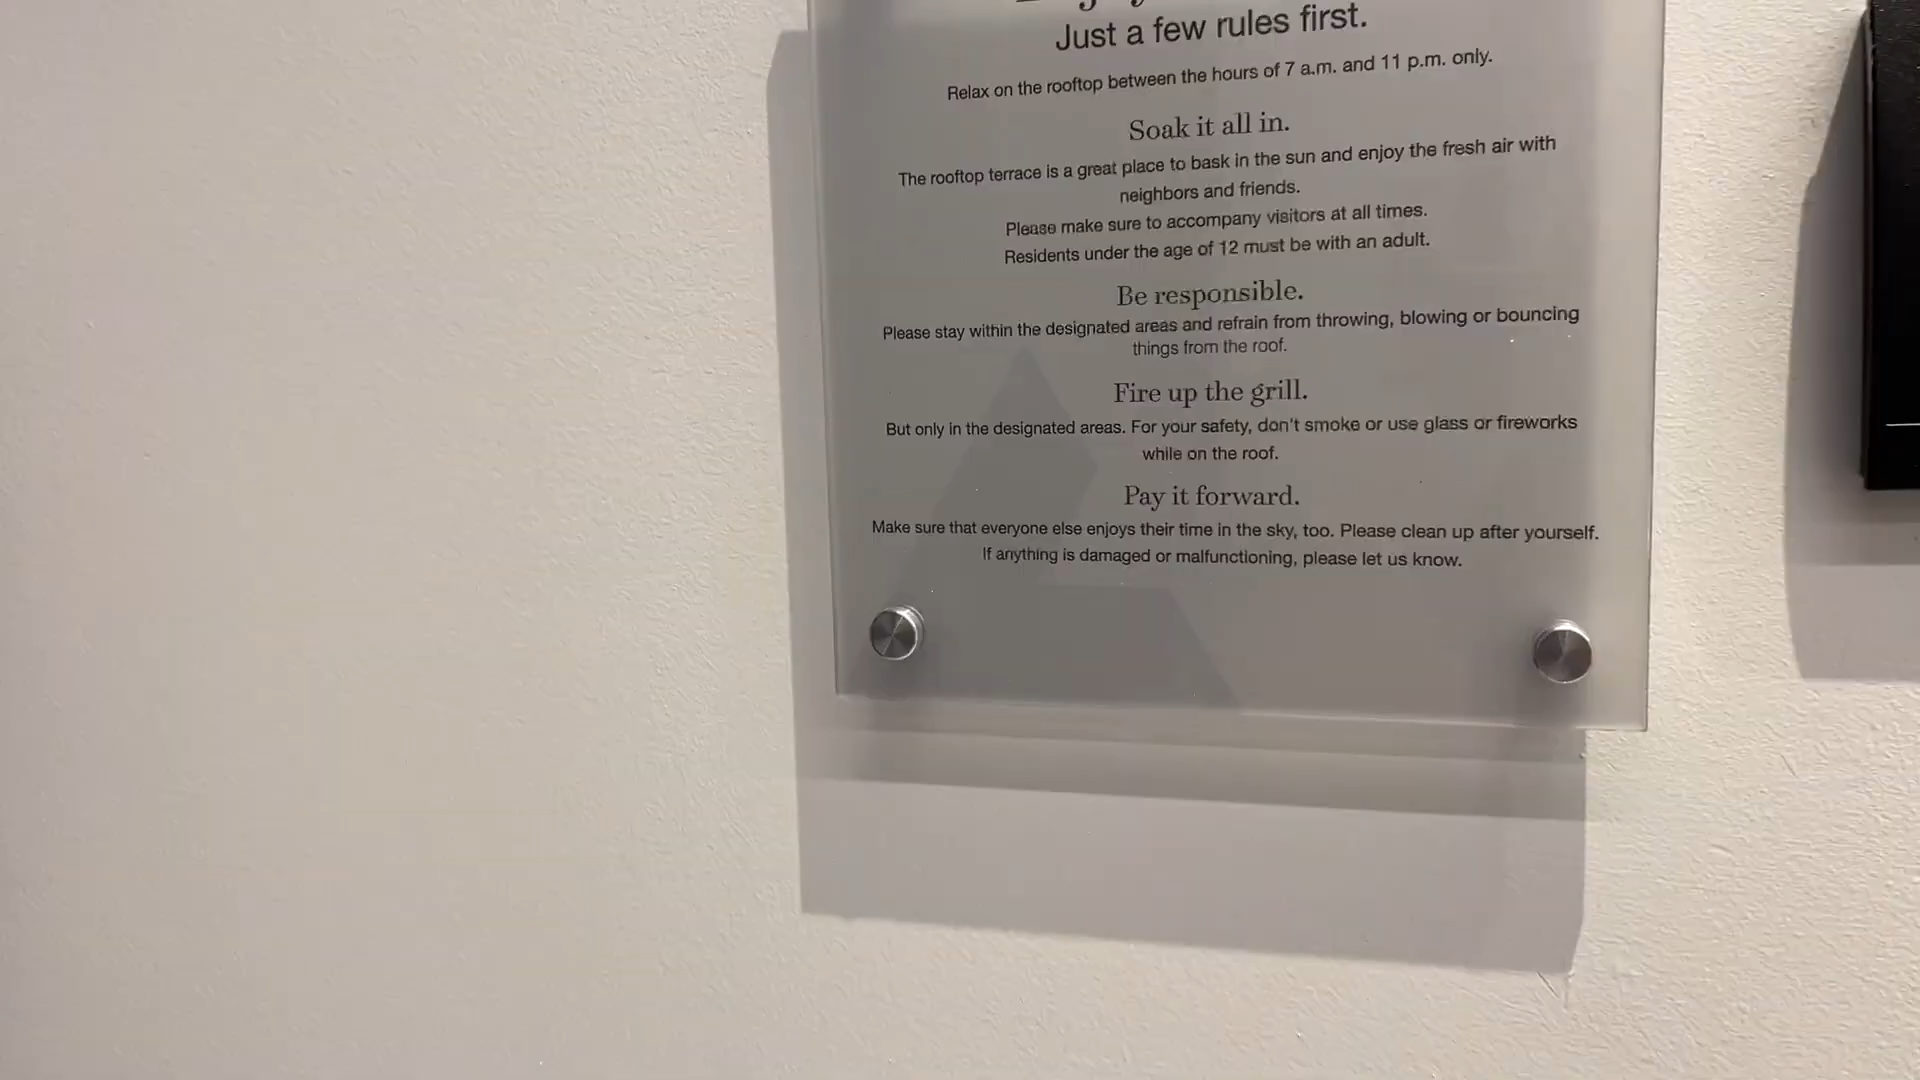 Just a few rules first.
Relax on the rooftop between the hours of 7 a.m. and 11 p.m. only.
Soak it all in.
The rooftop terrace is a great place to bask in the sun and enjoy the fresh air with
neighbors and friends.
Please make sure to accompany visitors at all times.
Residents under the age of 12 must be with an adult.
Be responsible.
Please stay within the designated areas and refrain from throwing, blowing or bouncing
things from the roof.
Fire up the grill.
But only in the designated areas. For your safety, don't smoke or use glass or fireworks
while on the roof.
Pay it forward.
Make sure that everyone else enjoys their time in the sky, too. Please clean up after yourself.
If anything is damaged or malfunctioning, please let us know.